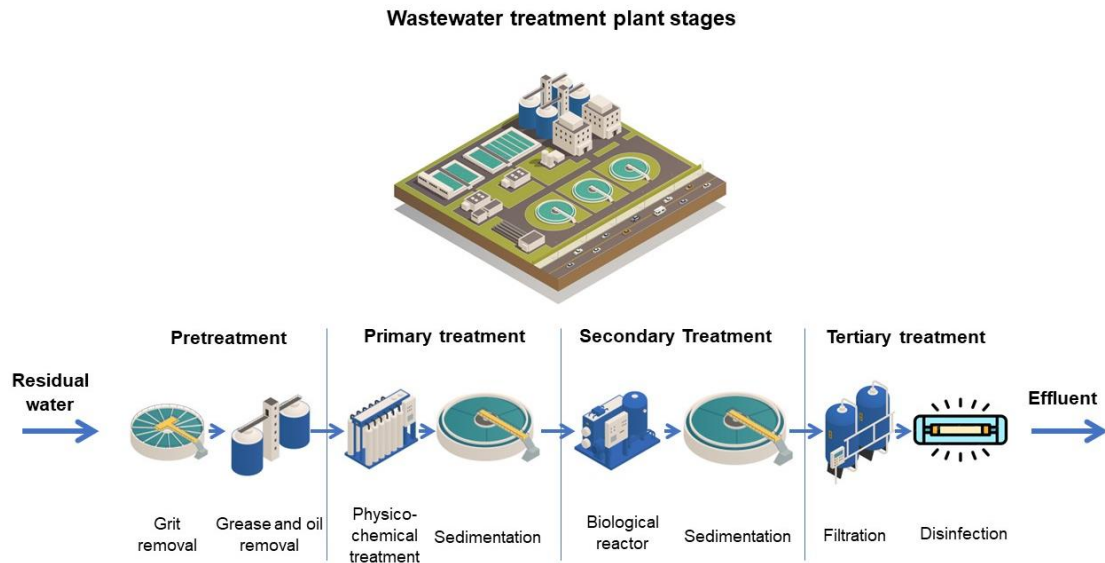 Wastewater treatment plant stages
Pretreatment
Primary treatment
Secondary Treatment
Tertiary treatment
Residual
water
Effluent
Grit
removal
Grease and oil
removal
Physico-
chemical
treatment
Sedimentation
Biological
reactor
Sedimentation
Filtration
Disinfection